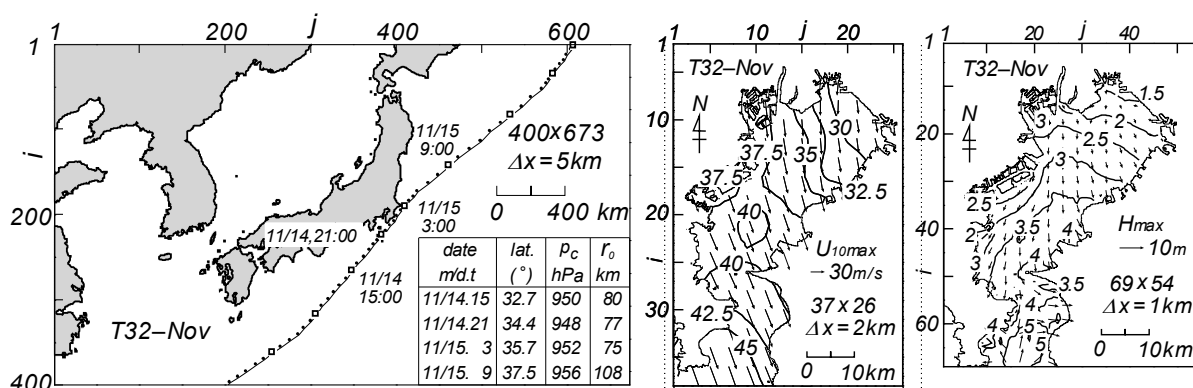 1 200 j 400 600
1
i
200
400
T32–Nov
11/15
9:00
400x673
Δx = 5km
0 400 km
11/15
3:00
11/14,21:00
11/14
15:00
date lat. pc r₀
m/d.t (°) hPa km
11/14.15 32.7 950 80
11/14.21 34.4 948 77
11/15. 3 35.7 952 75
11/15. 9 37.5 956 108
1 10 j 20
1
10
20
i
30
T32–Nov
N
30
37.5 35
37.5 32.5
40
40
42.5
45
U10max
30m/s
37 x 26
Δx = 2km
0 10km
1 20 j 40
1
20
40
i
60
T32–Nov
N
1.5
3 2
2.5
3
2.5
3.5
2 4
3 4
3.5
4
4 5
5
Hmax
10m
69 x 54
Δx = 1km
0 10km